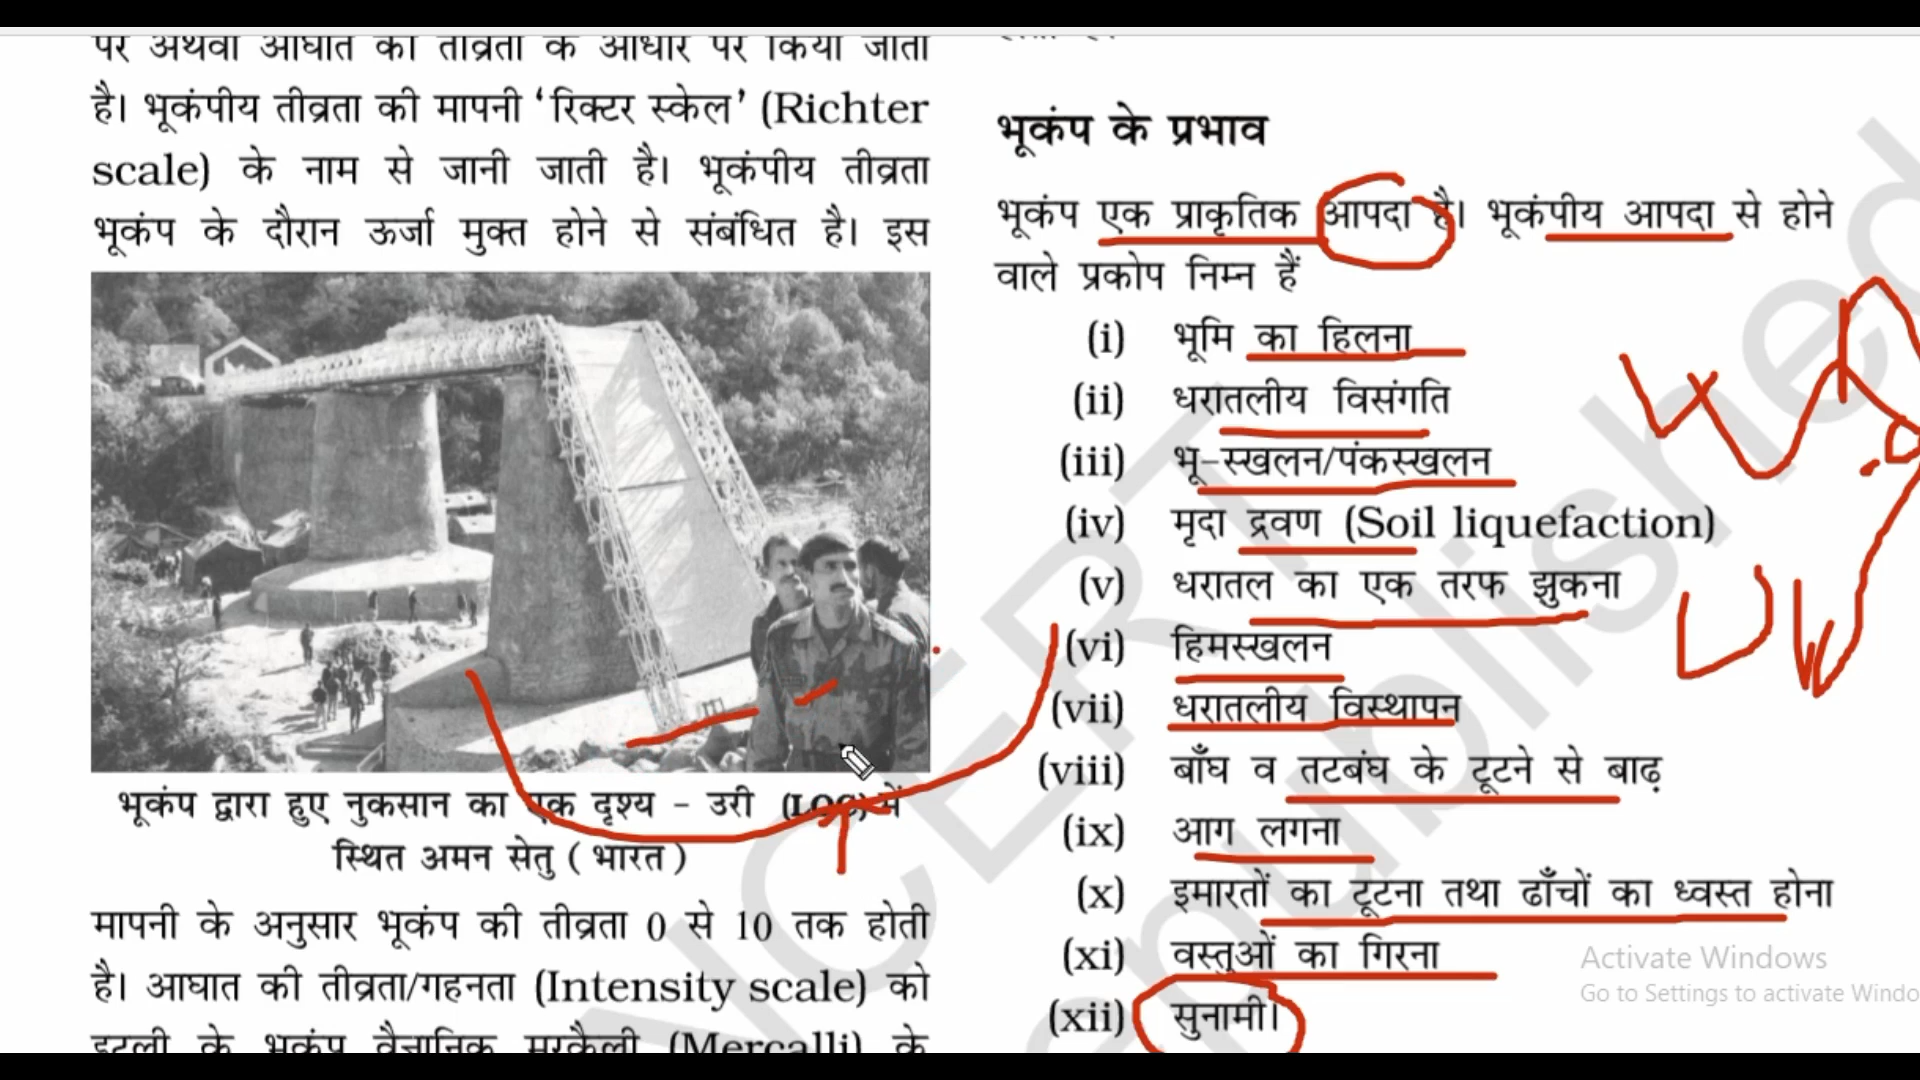 पर अथवा आघात की तीव्रता के आधार पर किया जाता
है। भूकंपीय तीव्रता की मापनी ‘रिक्टर स्केल’ (Richter
scale) के नाम से जानी जाती है। भूकंपीय तीव्रता
भूकंप के दौरान ऊर्जा मुक्त होने से संबंधित है। इस
भूकंप द्वारा हुए नुकसान का एक दृश्य - उरी (LOC) में
स्थित अमन सेतु (भारत)
मापनी के अनुसार भूकंप की तीव्रता 0 से 10 तक होती
है। आघात की तीव्रता/गहनता (Intensity scale) को
इटली के भूकंप वैज्ञानिक मरकैली (Mercalli) के
भूकंप के प्रभाव
भूकंप एक प्राकृतिक आपदा है। भूकंपीय आपदा से होने
वाले प्रकोप निम्न हैं
(i) भूमि का हिलना
(ii) धरातलीय विसंगति
(iii) भू-स्खलन/पंकस्खलन
(iv) मृदा द्रवण (Soil liquefaction)
(v) धरातल का एक तरफ झुकना
(vi) हिमस्खलन
(vii) धरातलीय विस्थापन
(viii) बाँध व तटबंध के टूटने से बाढ़
(ix) आग लगना
(x) इमारतों का टूटना तथा ढाँचों का ध्वस्त होना
(xi) वस्तुओं का गिरना
(xii) सुनामी।
NCERT
republished
Activate Windows
Go to Settings to activate Windo